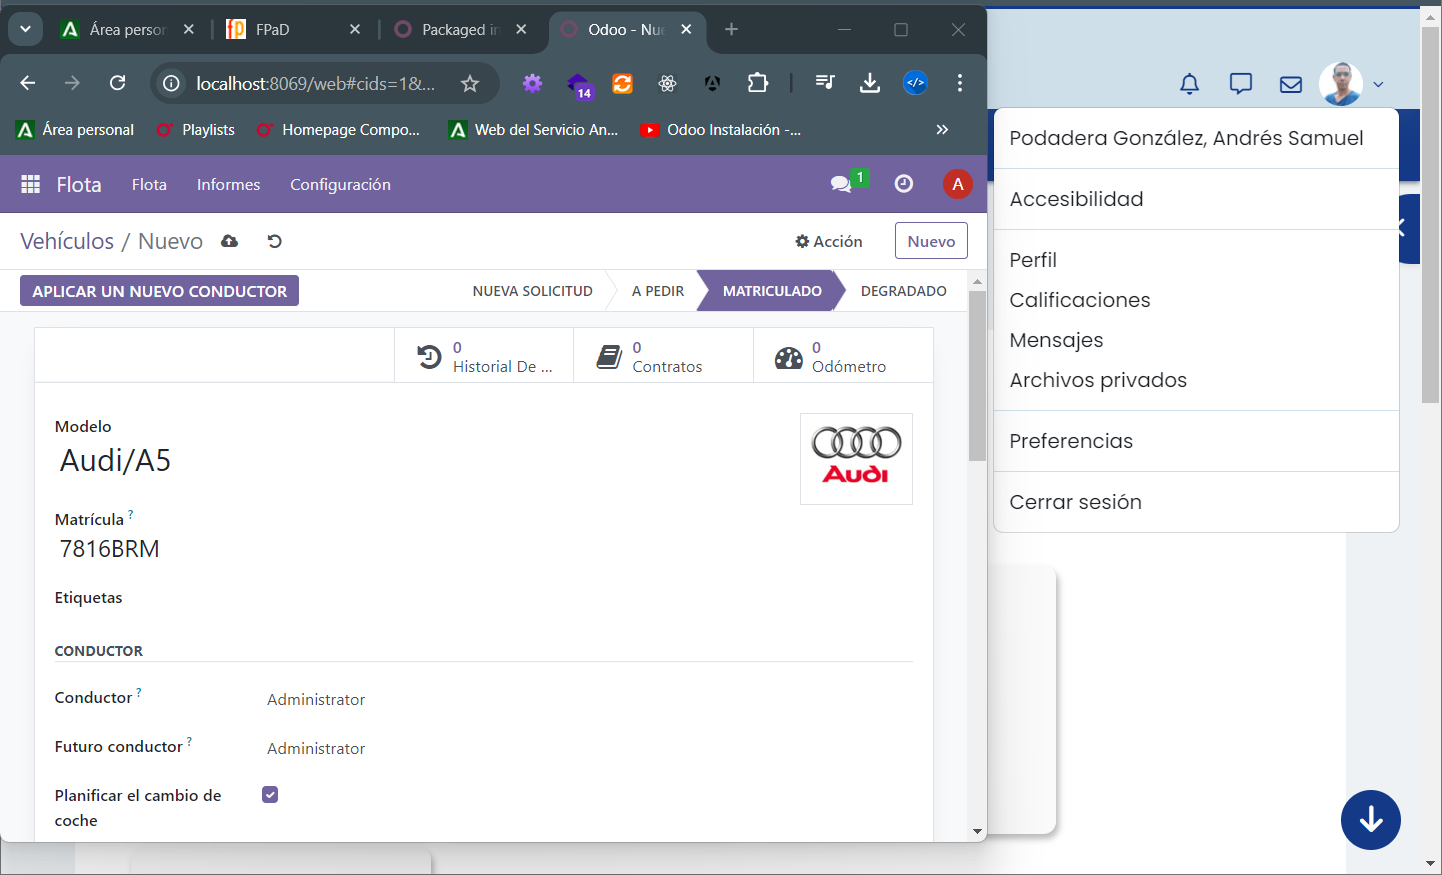 Área person
FPaD
Packaged in
Odoo - Nue
localhost:8069/web#cids=1&...
14
Área personal
Playlists
Homepage Compo...
Web del Servicio An...
Odoo Instalación -...
Flota
Flota
Informes
Configuración
1
A
Vehículos / Nuevo
Acción
Nuevo
APLICAR UN NUEVO CONDUCTOR
NUEVA SOLICITUD
A PEDIR
MATRICULADO
DEGRADADO
0
Historial De ...
0
Contratos
0
Odómetro
Modelo
Audi/A5
Audi
Matrícula ?
7816BRM
Etiquetas
CONDUCTOR
Conductor ?
Administrator
Futuro conductor ?
Administrator
Planificar el cambio de
coche
Podadera González, Andrés Samuel
Accesibilidad
Perfil
Calificaciones
Mensajes
Archivos privados
Preferencias
Cerrar sesión